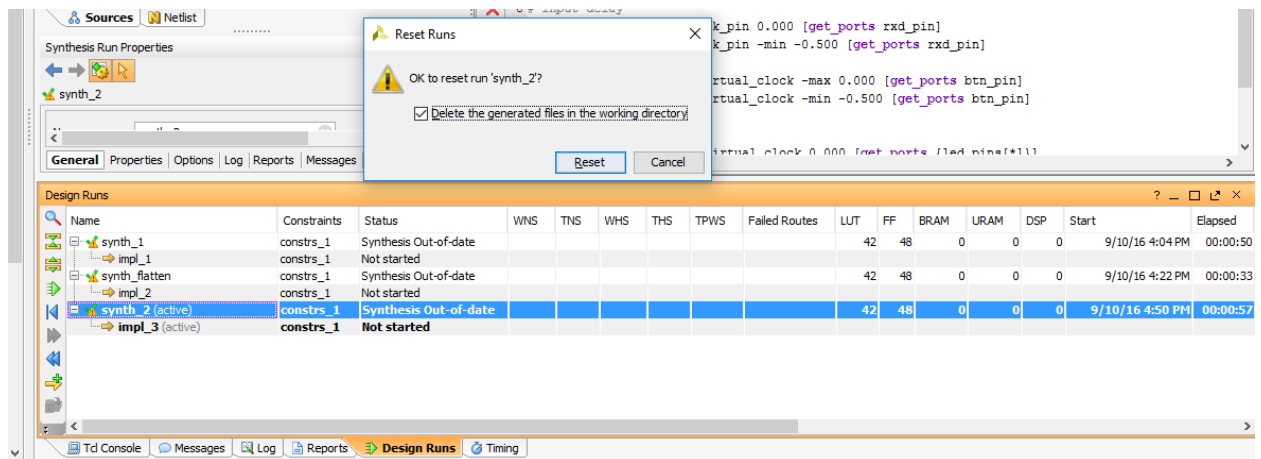 Sources Netlist
Synthesis Run Properties
synth_2
General Properties Options Log Reports Messages
Reset Runs
OK to reset run 'synth_2'?
Delete the generated files in the working directory
Reset Cancel
# input delay
k_pin 0.000 [get_ports rxd_pin]
k_pin -min -0.500 [get_ports rxd_pin]
rtual_clock -max 0.000 [get_ports btn_pin]
rtual_clock -min -0.500 [get_ports btn_pin]
irtual_clock 0.000 [get_ports {led_pins[*]}]
Design Runs
Name Constraints Status WNS TNS WHS THS TPWS Failed Routes LUT FF BRAM URAM DSP Start Elapsed
synth_1 constrs_1 Synthesis Out-of-date 42 48 0 0 0 9/10/16 4:04 PM 00:00:50
impl_1 constrs_1 Not started
synth_flatten constrs_1 Synthesis Out-of-date 42 48 0 0 0 9/10/16 4:22 PM 00:00:33
impl_2 constrs_1 Not started
synth_2 (active) constrs_1 Synthesis Out-of-date 42 48 0 0 0 9/10/16 4:50 PM 00:00:57
impl_3 (active) constrs_1 Not started
Tcl Console Messages Log Reports Design Runs Timing